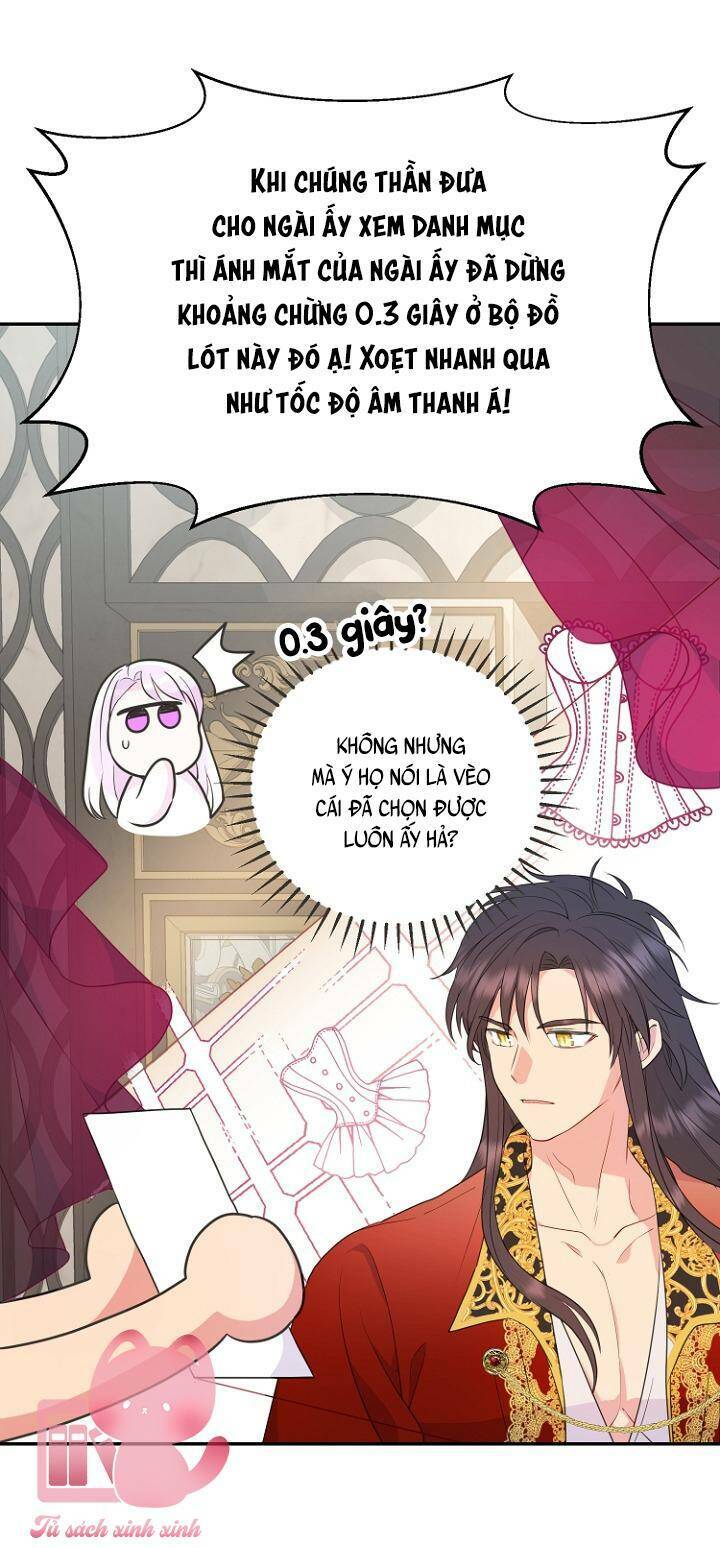 KHI CHÚNG THẦN ĐƯA
CHO NGÀI ẤY XEM DANH MỤC
THÌ ÁNH MẮT CỦA NGÀI ẤY ĐÃ DỪNG
KHOẢNG CHỪNG 0.3 GIÂY Ở BỘ ĐỒ
LÓT NÀY ĐÓ Ạ! XOẸT NHANH QUA
NHƯ TỐC ĐỘ ÂM THANH Á!
0.3 giây?
KHÔNG NHƯNG
MÀ Ý HỌ NÓI LÀ VÈO
CÁI ĐÃ CHỌN ĐƯỢC
LUÔN ẤY HẢ?
Tủ sách xinh xinh